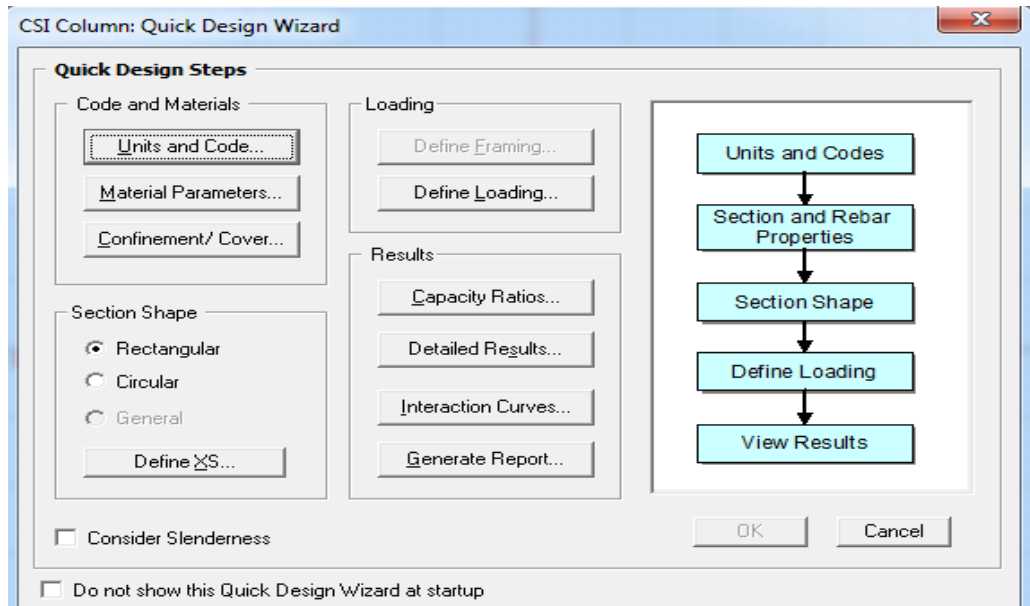 CSI Column: Quick Design Wizard
Quick Design Steps
Code and Materials
Units and Code...
Material Parameters...
Confinement/ Cover...
Section Shape
Rectangular
Circular
General
Define XS...
Loading
Define Framing...
Define Loading...
Results
Capacity Ratios...
Detailed Results...
Interaction Curves...
Generate Report...
Units and Codes
Section and Rebar
Properties
Section Shape
Define Loading
View Results
Consider Slenderness
OK
Cancel
Do not show this Quick Design Wizard at startup